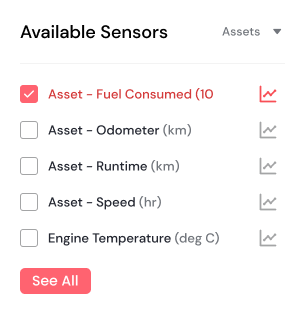 Available Sensors Assets
Asset - Fuel Consumed (10
Asset - Odometer (km)
Asset - Runtime (km)
Asset - Speed (hr)
Engine Temperature (deg C)
See All